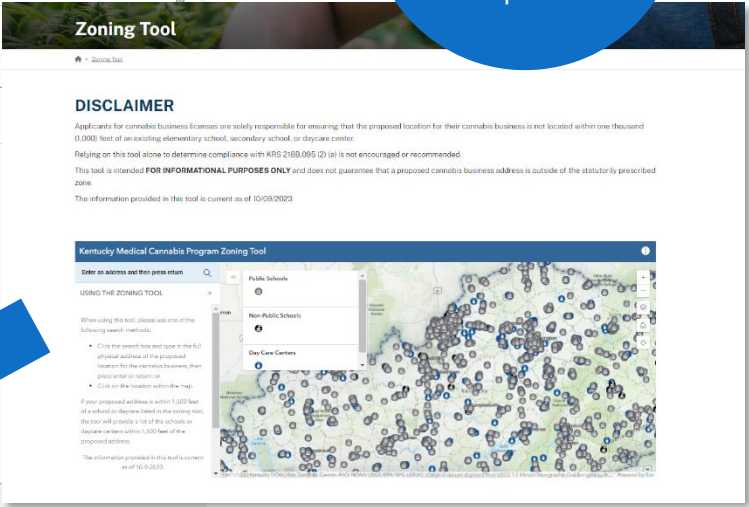 Zoning Tool
Zoning Tool
DISCLAIMER
Applicants for cannabis business licenses are solely responsible for ensuring that the proposed location for their cannabis business is not located within one thousand
(1,000) feet of an existing elementary school, secondary school, or daycare center.
Relying on this tool alone to determine compliance with KRS 218B.095 (2) (a) is not encouraged or recommended.
This tool is intended FOR INFORMATIONAL PURPOSES ONLY and does not guarantee that a proposed cannabis business address is outside of the statutorily prescribed
zone.
The information provided in this tool is current as of 10/09/2023
Kentucky Medical Cannabis Program Zoning Tool
Enter an address and then press return
USING THE ZONING TOOL
When using this tool, please use one of the
following search methods:
• Click the search box and type in the full
physical address of the proposed
location for the cannabis business, then
press enter or return; or
• Click on the location within the map.
If your proposed address is within 1,500 feet
of a school or daycare listed in the zoning tool,
the tool will provide a list of the schools or
daycare centers within 1,500 feet of the
proposed address.
The information provided in this tool is current
as of 10-9-2023.
Public Schools
Non-Public Schools
Day Care Centers
Powered by Esri